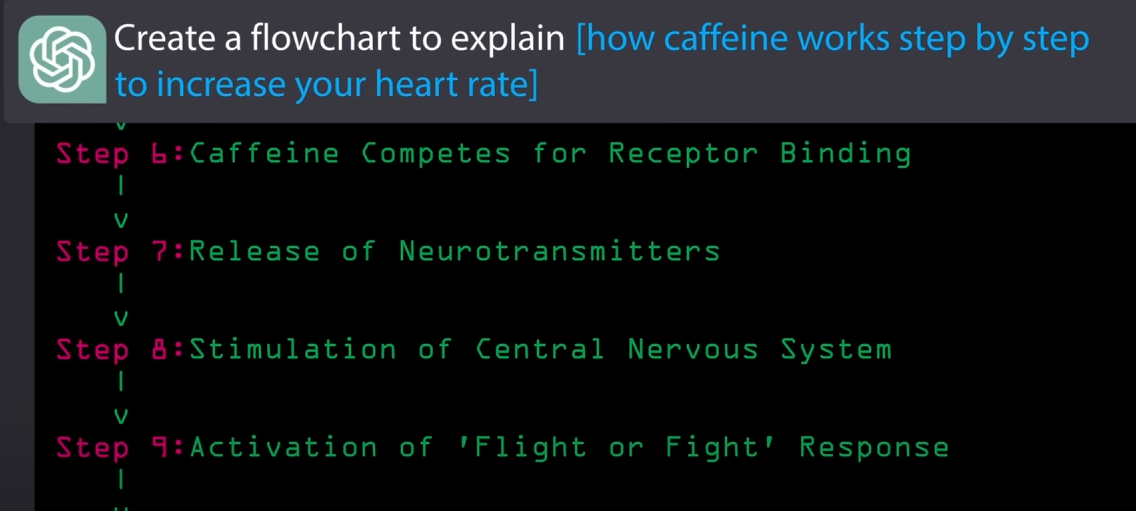 Create a flowchart to explain [how caffeine works step by step
to increase your heart rate]
v
Step 6:Caffeine Competes for Receptor Binding
|
v
Step 7:Release of Neurotransmitters
|
v
Step 8:Stimulation of Central Nervous System
|
v
Step 9:Activation of 'Flight or Fight' Response
|
v